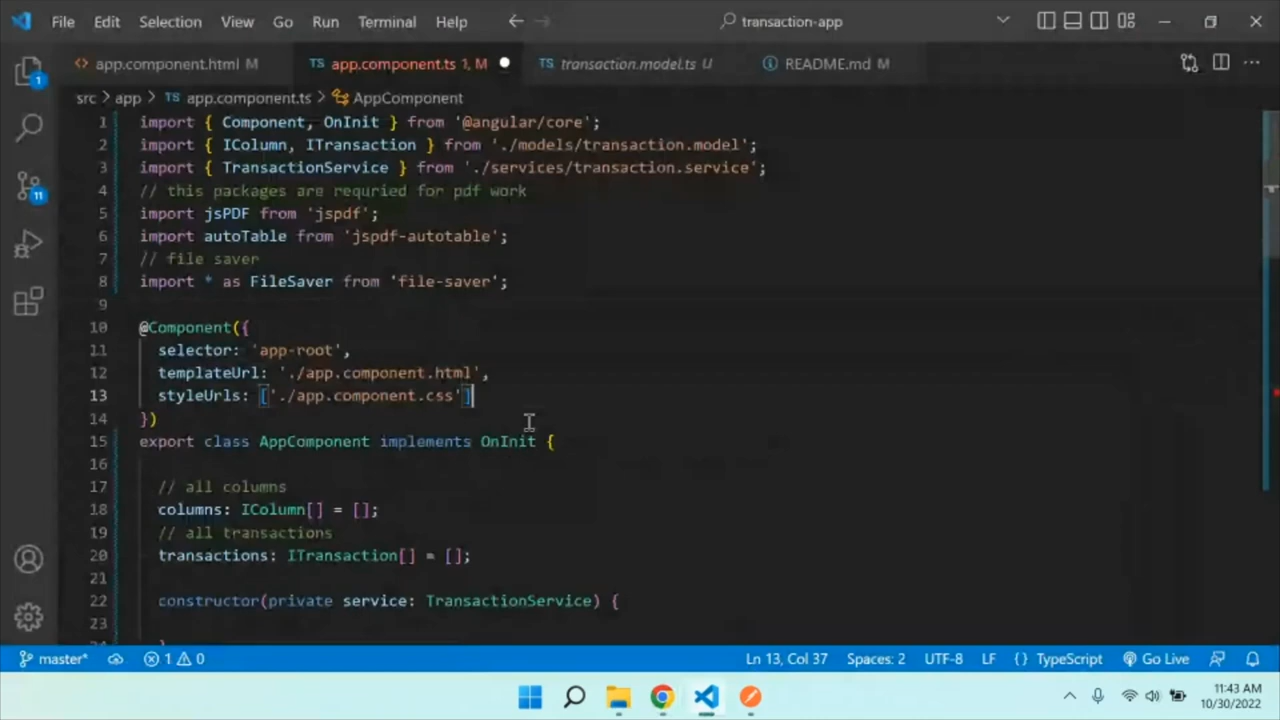 File Edit Selection View Go Run Terminal Help transaction-app
app.component.html M TS app.component.ts 1, M TS transaction.model.ts U README.md M
1
src > app > TS app.component.ts > AppComponent
1 import { Component, OnInit } from '@angular/core';
2 import { IColumn, ITransaction } from './models/transaction.model';
3 import { TransactionService } from './services/transaction.service';
4 // this packages are requried for pdf work
11
5 import jsPDF from 'jspdf';
6 import autoTable from 'jspdf-autotable';
7 // file saver
8 import * as FileSaver from 'file-saver';
9
10 @Component({
11 selector: 'app-root',
12 templateUrl: './app.component.html',
13 styleUrls: ['./app.component.css']
14 })
15 export class AppComponent implements OnInit {
16
17 // all columns
18 columns: IColumn[] = [];
19 // all transactions
20 transactions: ITransaction[] = [];
21
22 constructor(private service: TransactionService) {
23
master* 1 0 Ln 13, Col 37 Spaces: 2 UTF-8 LF {} TypeScript Go Live
11:43 AM
10/30/2022